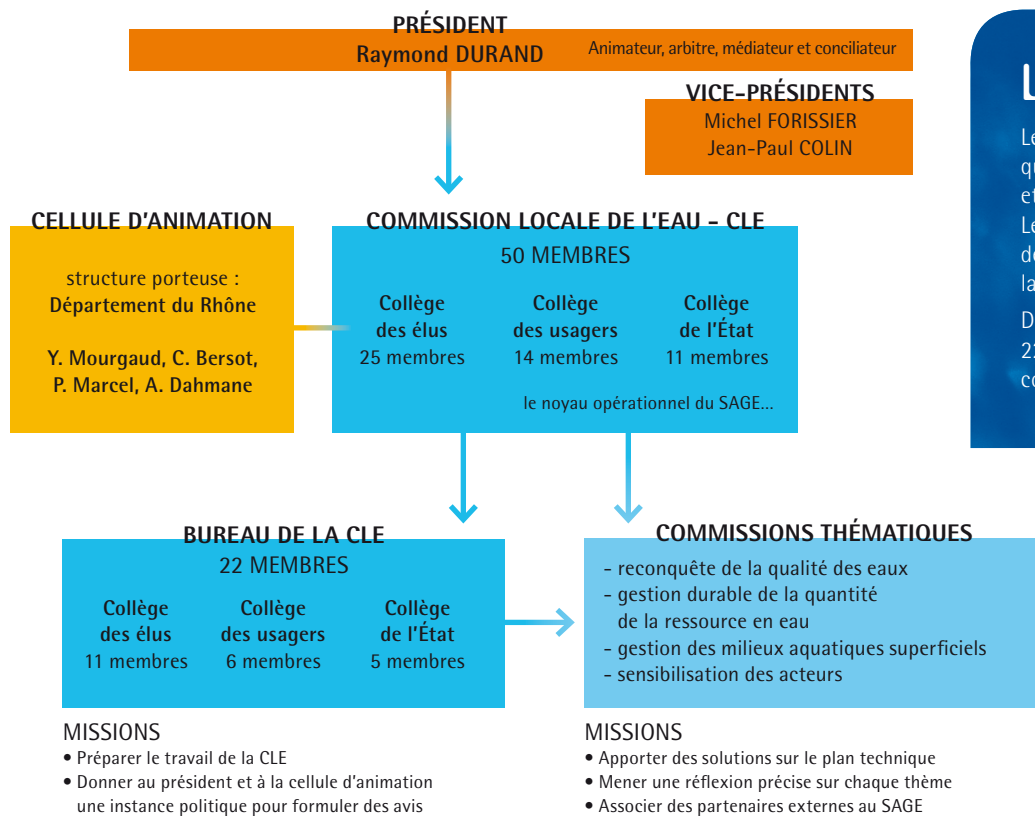 PRÉSIDENT
Raymond DURAND
Animateur, arbitre, médiateur et conciliateur
VICE-PRÉSIDENTS
Michel FORISSIER
Jean-Paul COLIN
CELLULE D'ANIMATION
structure porteuse :
Département du Rhône
Y. Mourgaud, C. Bersot,
P. Marcel, A. Dahmane
COMMISSION LOCALE DE L'EAU – CLE
50 MEMBRES
Collège
des élus
25 membres
Collège
des usagers
14 membres
Collège
de l'État
11 membres
le noyau opérationnel du SAGE...
BUREAU DE LA CLE
22 MEMBRES
Collège
des élus
11 membres
Collège
des usagers
6 membres
Collège
de l'État
5 membres
MISSIONS
• Préparer le travail de la CLE
• Donner au président et à la cellule d'animation
une instance politique pour formuler des avis
COMMISSIONS THÉMATIQUES
- reconquête de la qualité des eaux
- gestion durable de la quantité
de la ressource en eau
- gestion des milieux aquatiques superficiels
- sensibilisation des acteurs
MISSIONS
• Apporter des solutions sur le plan technique
• Mener une réflexion précise sur chaque thème
• Associer des partenaires externes au SAGE